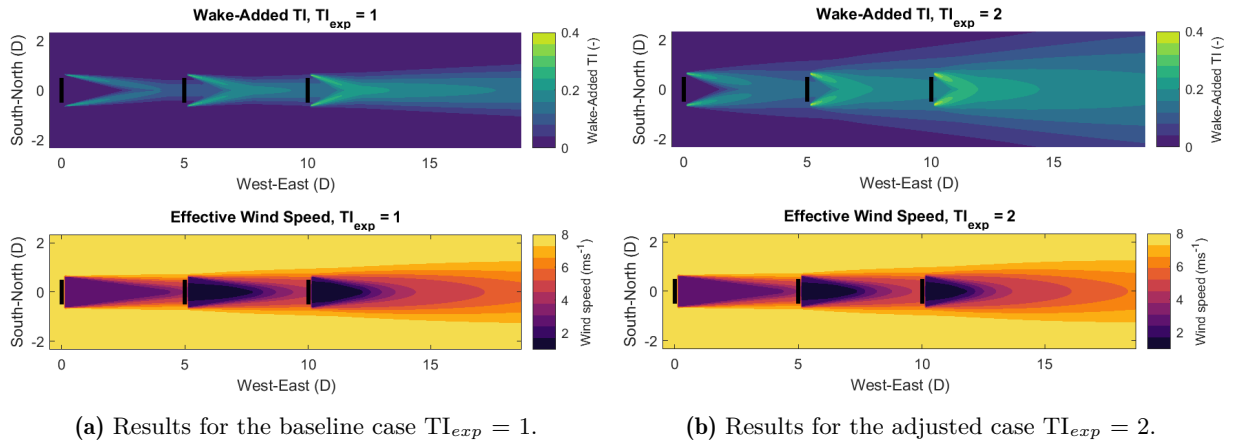 Wake-Added TI, TI_exp = 1
South-North (D)
2
0
-2
0 5 10 15
West-East (D)
0.4
0.2
0
Wake-Added TI (-)
Effective Wind Speed, TI_exp = 1
South-North (D)
2
0
-2
0 5 10 15
West-East (D)
8
6
4
2
Wind speed (ms⁻¹)
(a) Results for the baseline case TI_exp = 1.
Wake-Added TI, TI_exp = 2
South-North (D)
2
0
-2
0 5 10 15
West-East (D)
0.4
0.2
0
Wake-Added TI (-)
Effective Wind Speed, TI_exp = 2
South-North (D)
2
0
-2
0 5 10 15
West-East (D)
8
6
4
2
Wind speed (ms⁻¹)
(b) Results for the adjusted case TI_exp = 2.